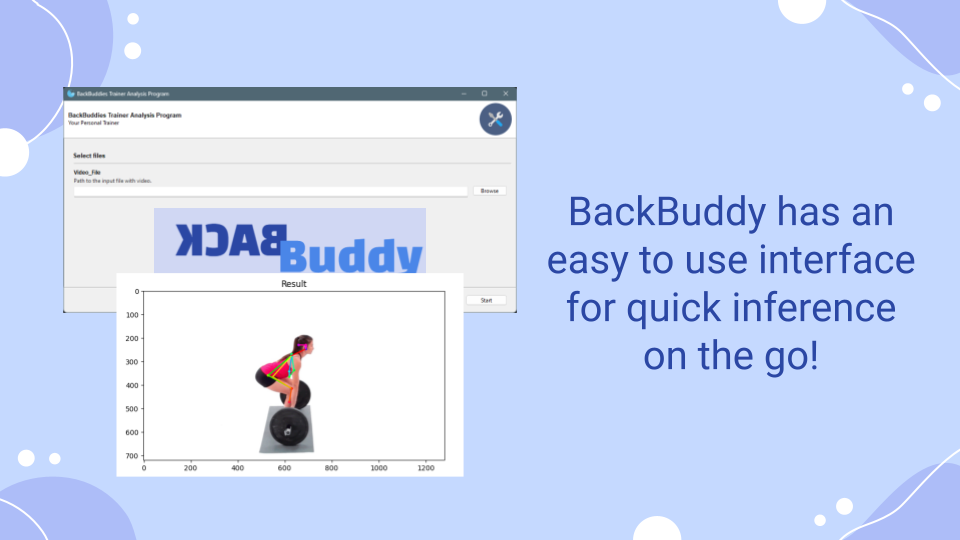 BackBuddies Trainer Analysis Program
BackBuddies Trainer Analysis Program
Your Personal Trainer
Select files
Video_File
Path to the input file with video.
Browse
BACK
Buddy
Start
Result
0
100
200
300
400
500
600
700
0 200 400 600 800 1000 1200
BackBuddy has an
easy to use interface
for quick inference
on the go!